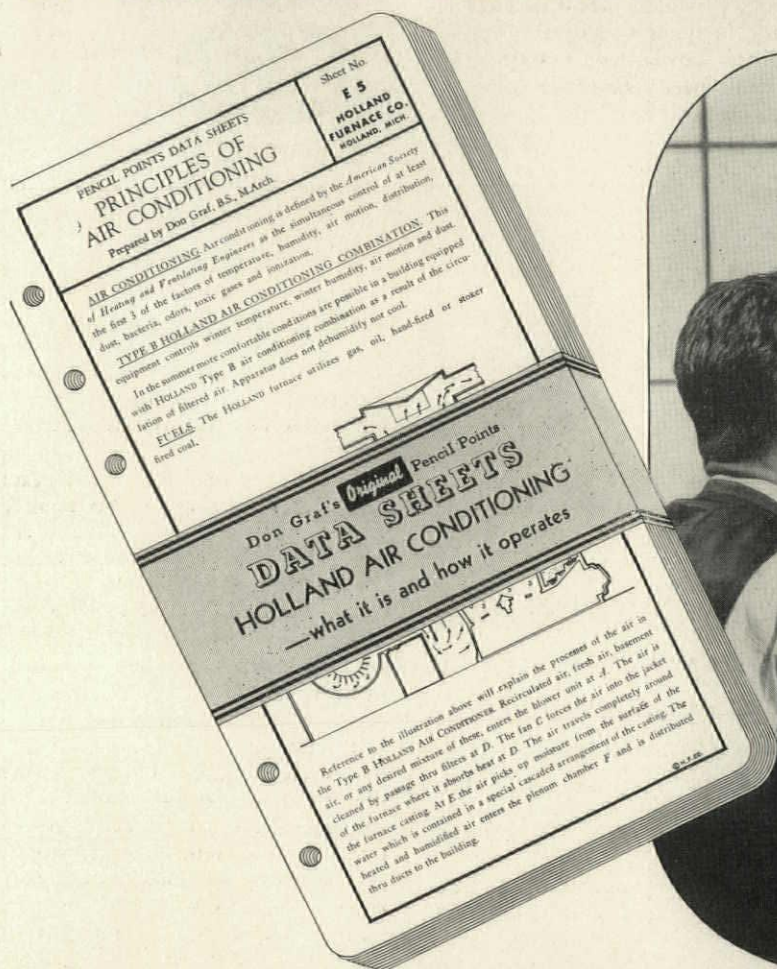 PENCIL POINTS DATA SHEETS
PRINCIPLES OF
AIR CONDITIONING
Prepared by Don Graf, B.S., M.Arch.
Sheet No.
E 5
HOLLAND
FURNACE CO.
HOLLAND, MICH.
AIR CONDITIONING. Air conditioning is defined by the American Society
of Heating and Ventilating Engineers as the simultaneous control of at least
the first 3 of the factors of temperature, humidity, air motion, distribution,
dust, bacteria, odors, toxic gases and ionization.
TYPE B HOLLAND AIR CONDITIONING COMBINATION. This
equipment controls winter temperature, winter humidity, air motion and dust.
In the summer more comfortable conditions are possible in a building equipped
with HOLLAND Type B air conditioning combination as a result of the circu-
lation of filtered air. Apparatus does not dehumidify not cool.
FUELS. The HOLLAND furnace utilizes gas, oil, hand-fired or stoker
fired coal.
Don Graf's Original Pencil Points
DATA SHEETS
HOLLAND AIR CONDITIONING
—what it is and how it operates
Reference to the illustration above will explain the processes of the air in
the Type B HOLLAND AIR CONDITIONER. Recirculated air, fresh air, basement
air, or any desired mixture of these, enters the blower unit at A. The air is
cleaned by passage thru filters at D. The fan C forces the air into the jacket
of the furnace where it absorbs heat at D. The air travels completely around
the furnace casting. At E the air picks up moisture from the surface of the
water which is contained in a special cascaded arrangement of the casting. The
heated and humidified air enters the plenum chamber F and is distributed
thru ducts to the building.
© H.F.CO.